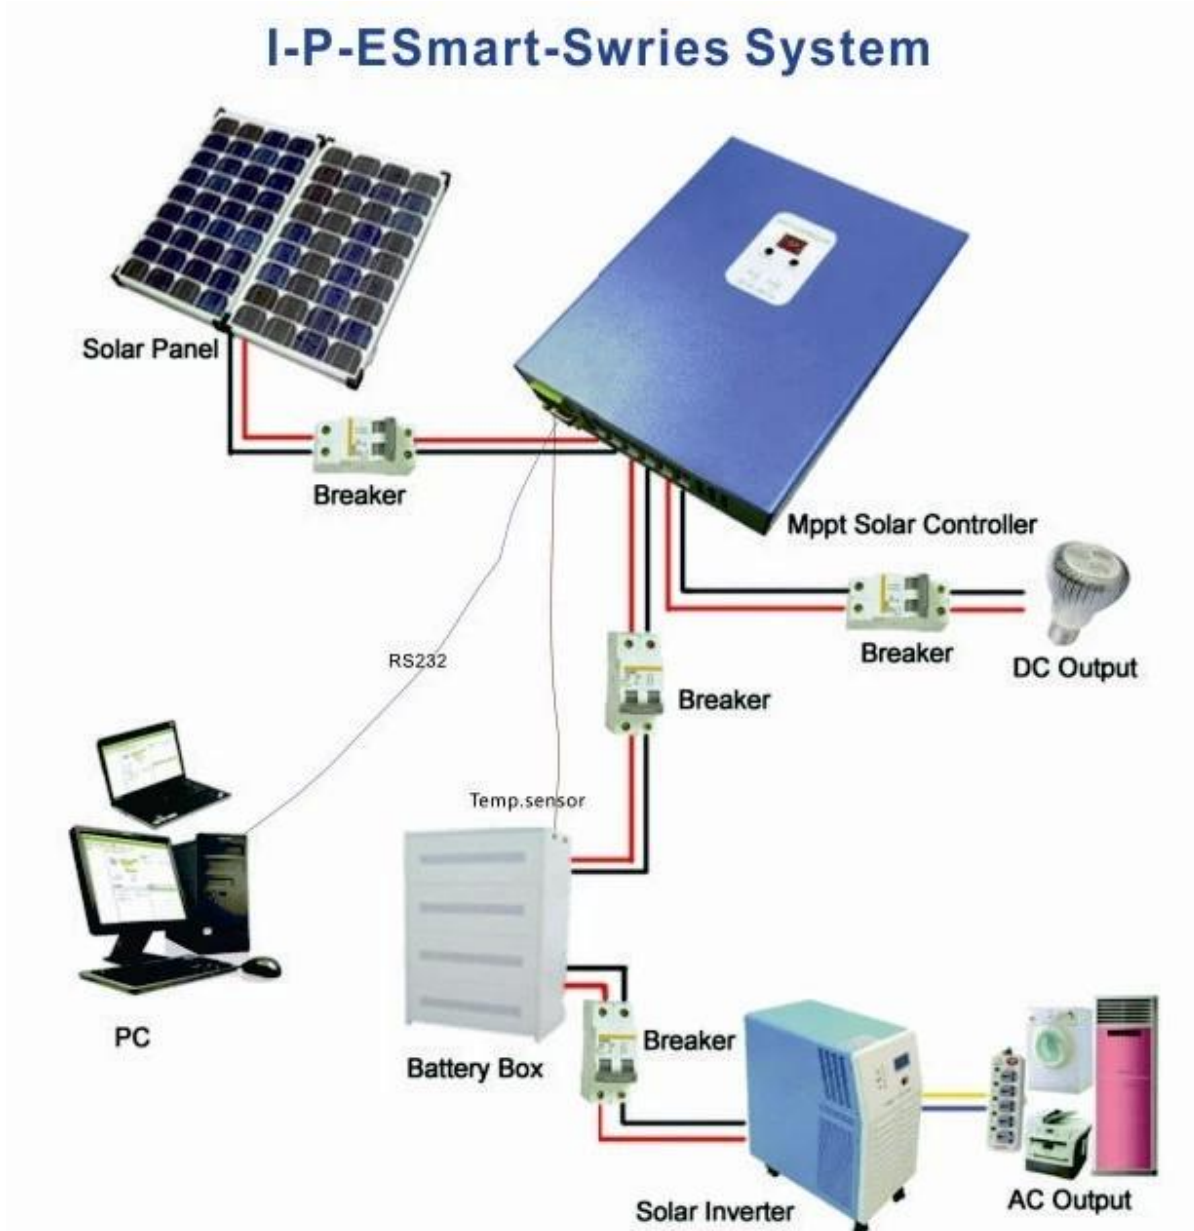 I-P-ESmart-Swries System
Solar Panel
Breaker
Mppt Solar Controller
Breaker
DC Output
RS232
Breaker
Temp.sensor
PC
Battery Box
Breaker
Solar Inverter
AC Output